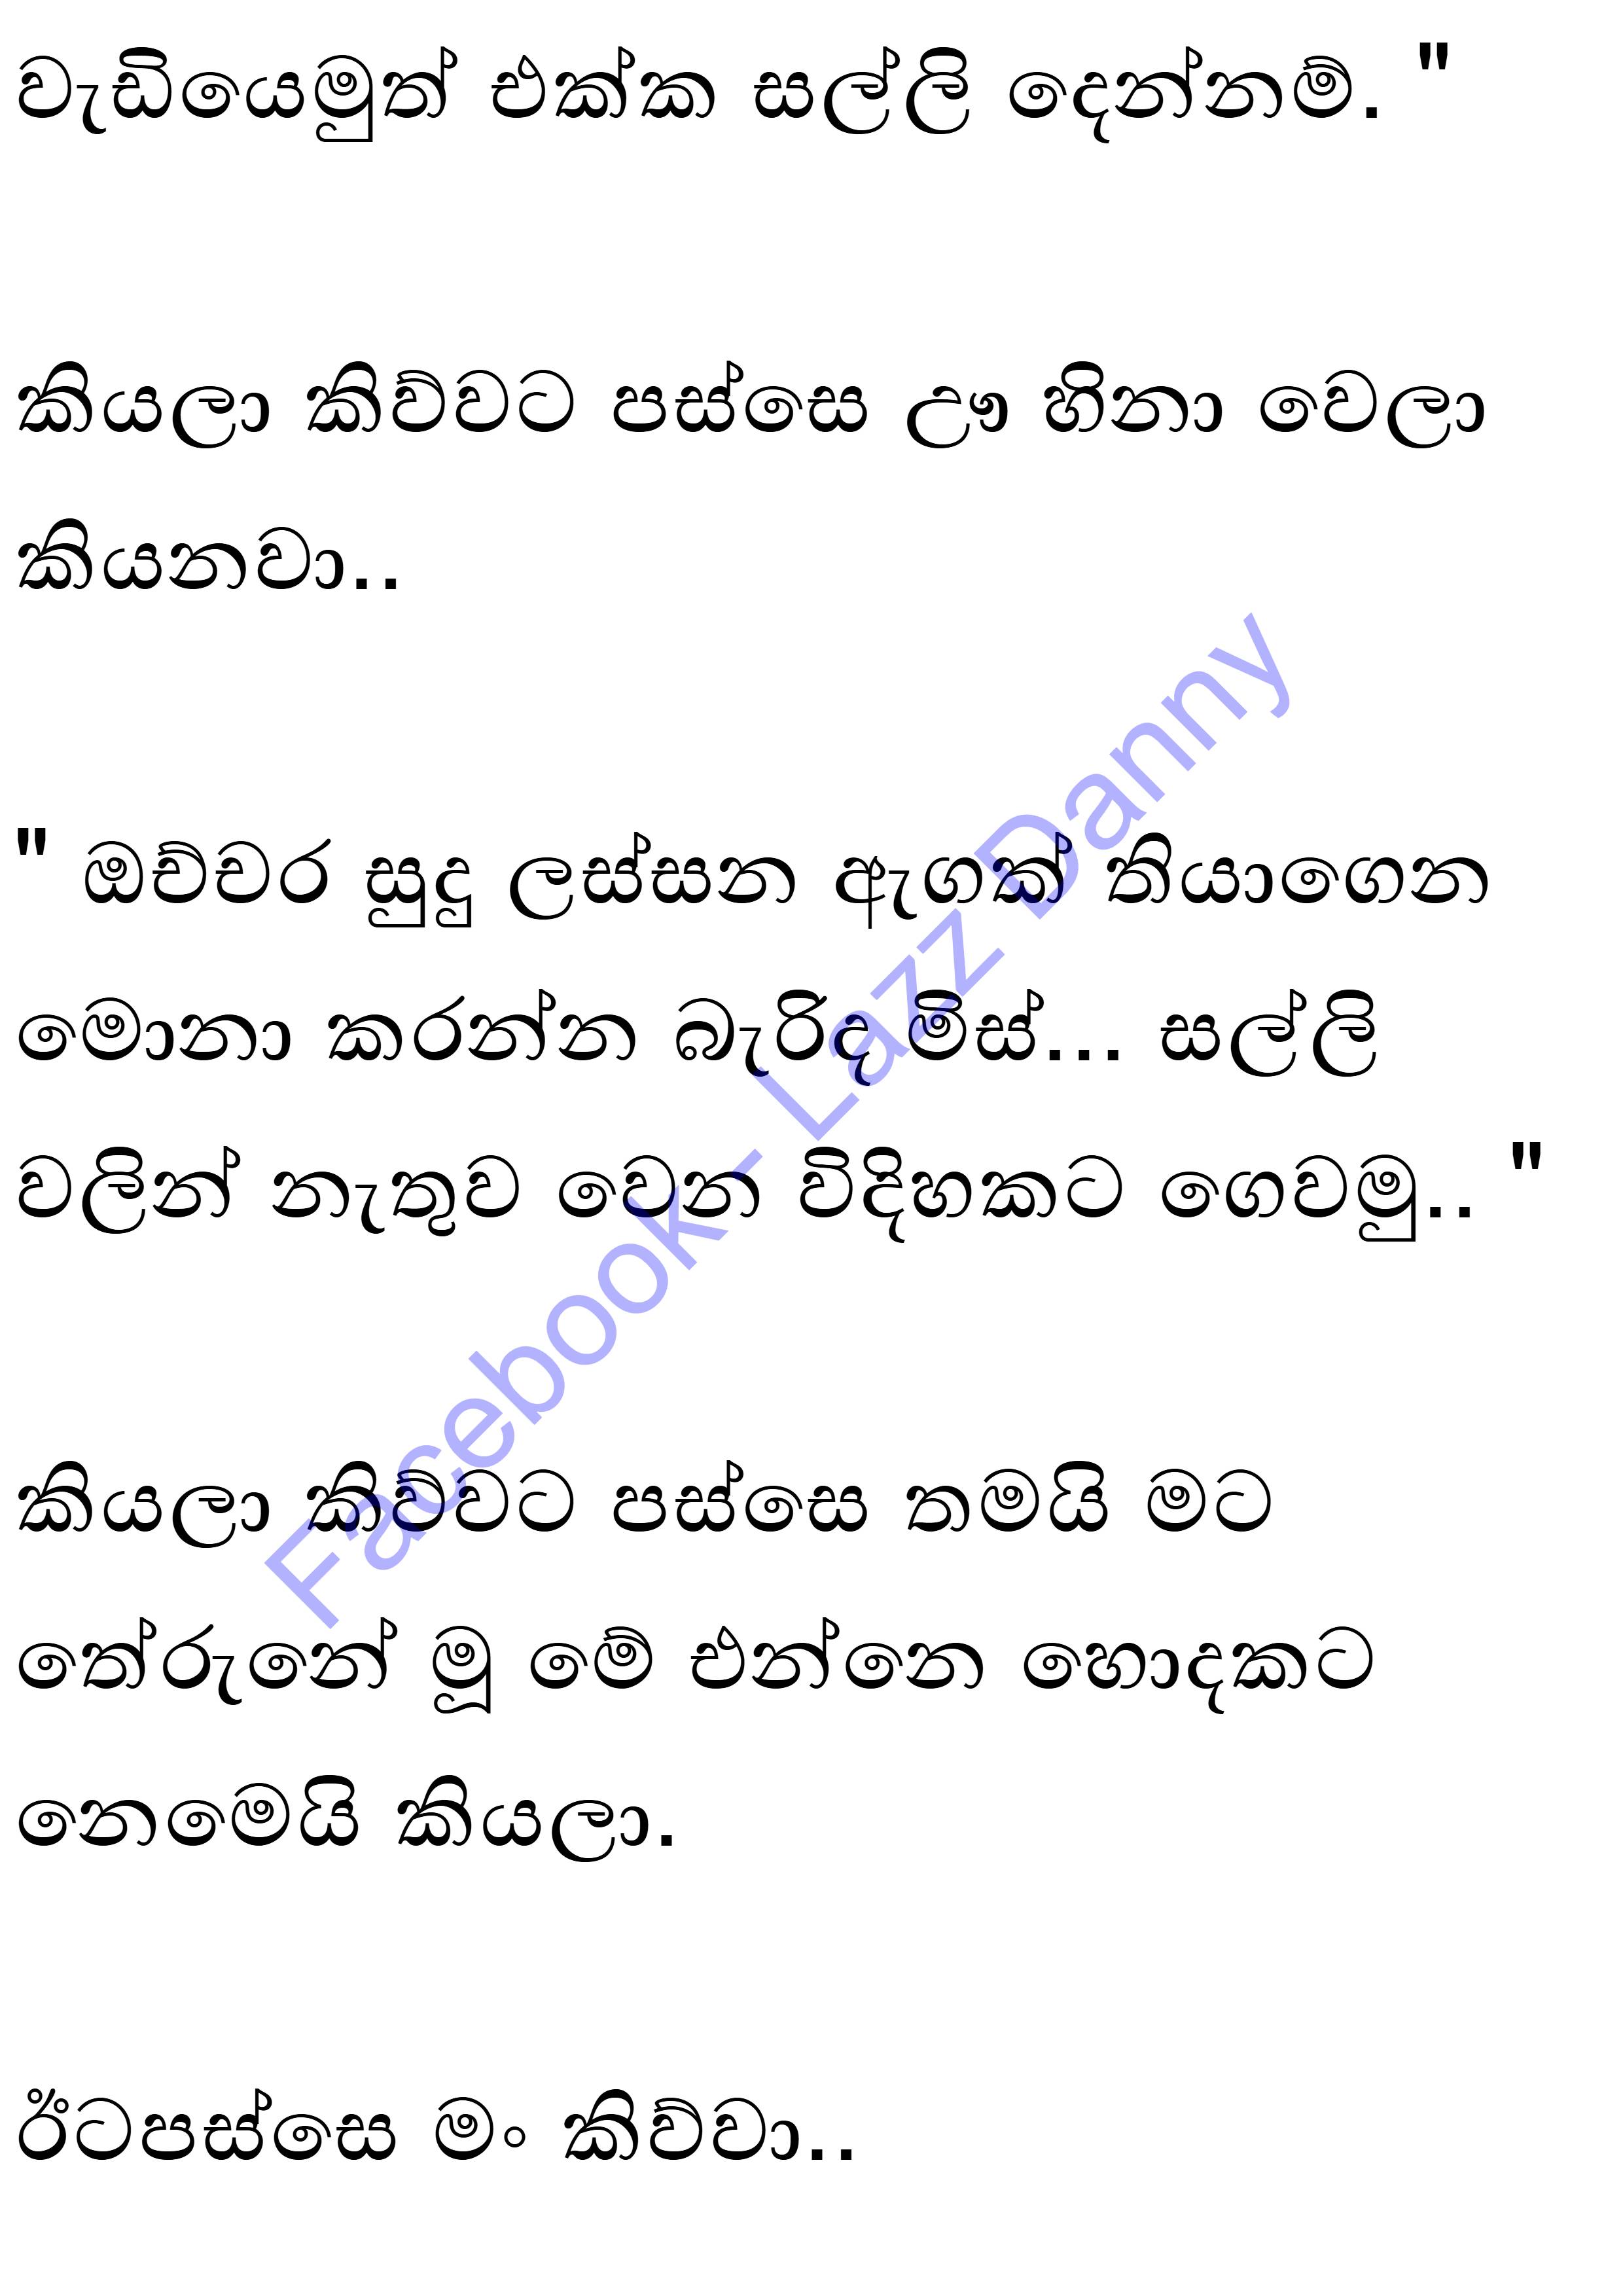 වැඩියෙමුත් එක්ක සල්ලි දෙන්නම්. "
කියලා කිව්වට පස්සෙ ඌ හිනා වෙලා
කියනවා..
" ඔච්චර සුදු ලස්සන ඇගක් තියාගෙන
මොනා කරන්න බැරිද මිස්... සල්ලි
වලින් නැතුව වෙන විදිහකට ගෙවමු.. "
කියලා කිව්වට පස්සෙ තමයි මට
තේරුනේ මූ මේ එන්නෙ හොදකට
නෙමෙයි කියලා.
ඊටපස්සෙ මං කිව්වා..
Facebook- Lazz Danny